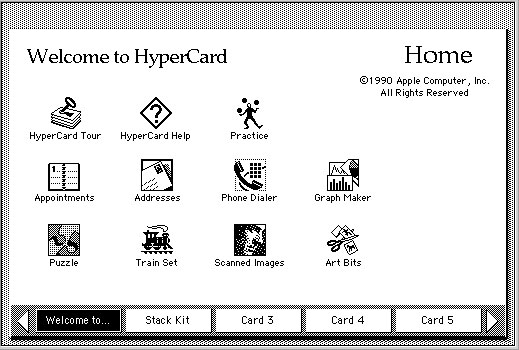 Welcome to HyperCard
Home
©1990 Apple Computer, Inc.
All Rights Reserved
HyperCard Tour
HyperCard Help
Practice
1
Appointments
Addresses
Phone Dialer
Graph Maker
Puzzle
Train Set
Scanned Images
Art Bits
Welcome to...
Stack Kit
Card 3
Card 4
Card 5